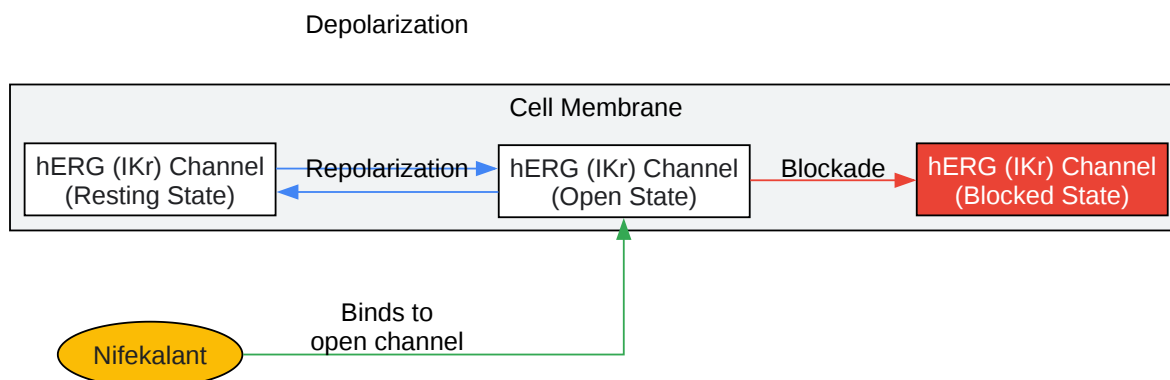 Depolarization
Cell Membrane
hERG (IKr) Channel
(Resting State)
Repolarization
hERG (IKr) Channel
(Open State)
Blockade
hERG (IKr) Channel
(Blocked State)
Binds to
open channel
Nifekalant